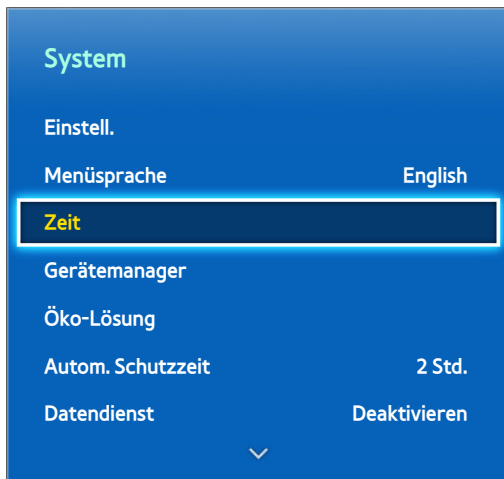 System
Einstell.
Menüsprache English
Zeit
Gerätemanager
Öko-Lösung
Autom. Schutzzeit 2 Std.
Datendienst Deaktivieren